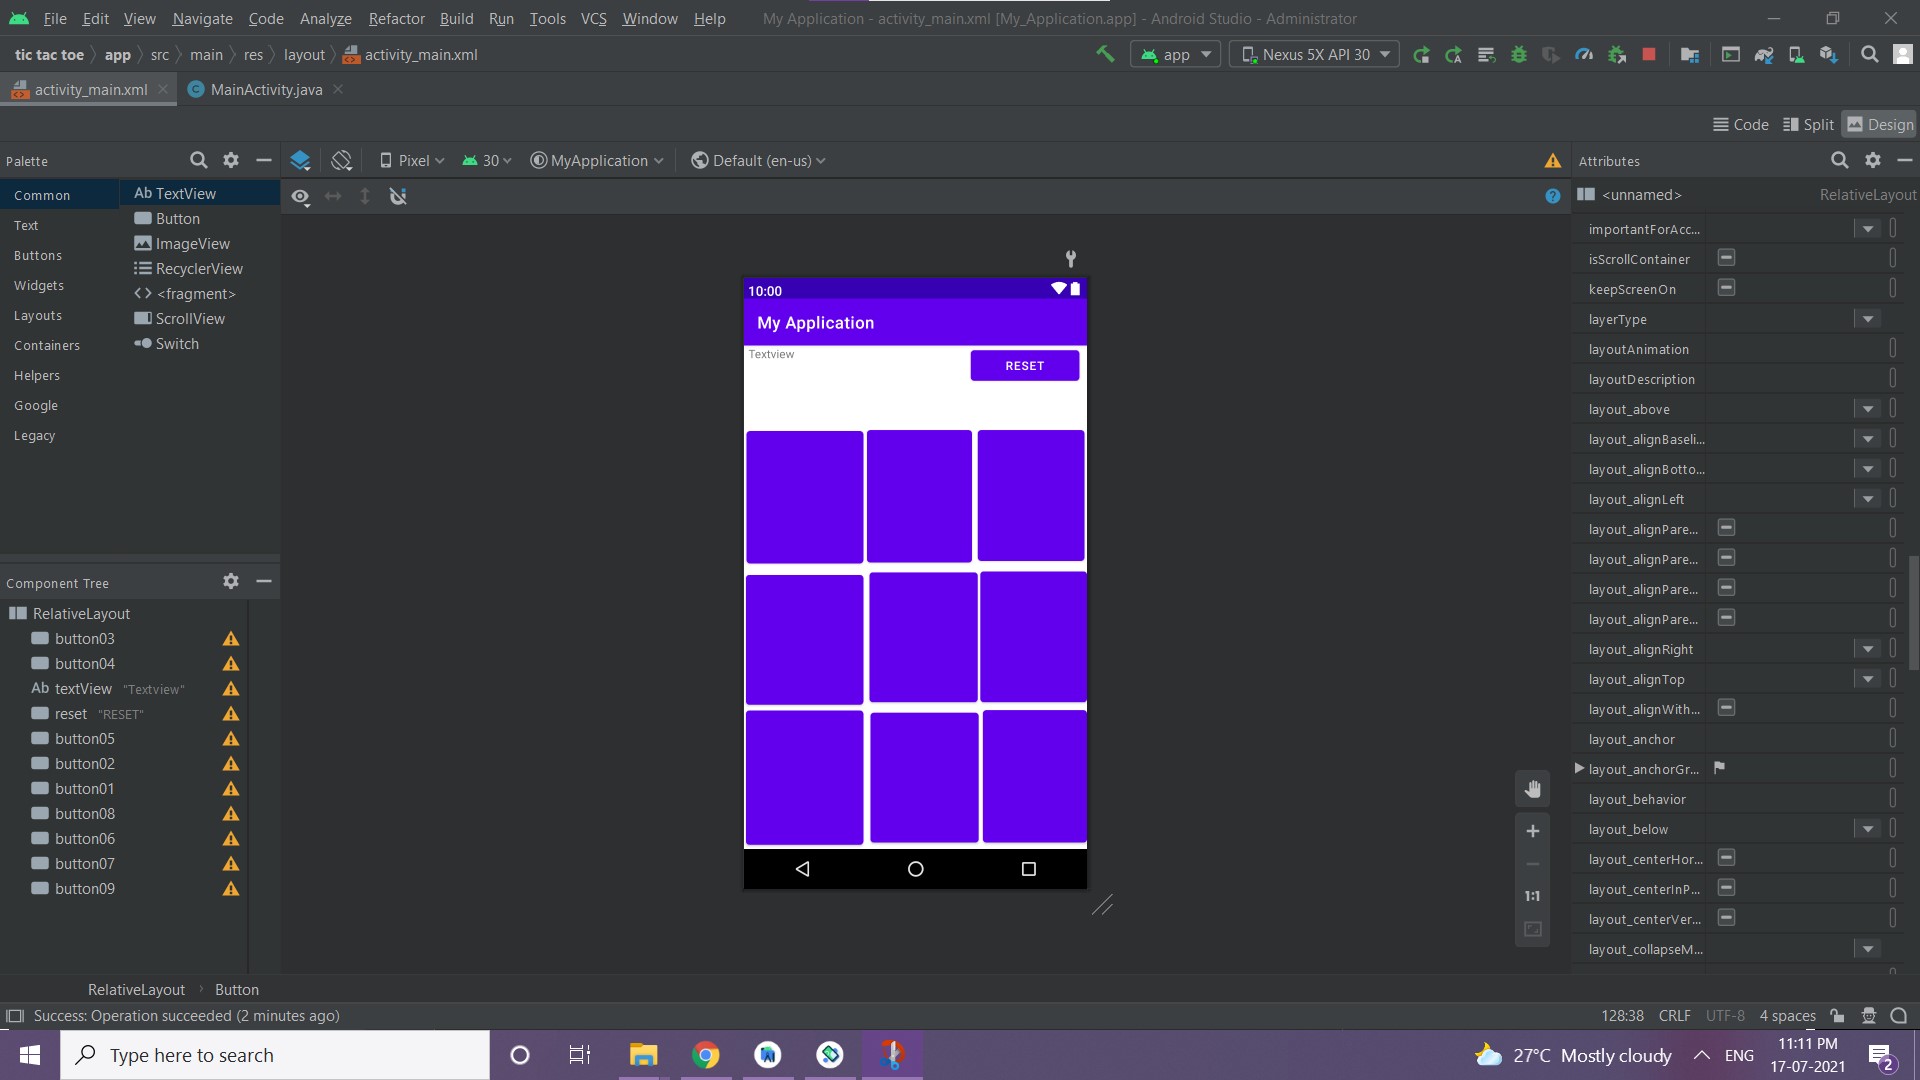 File Edit View Navigate Code Analyze Refactor Build Run Tools VCS Window Help My Application - activity_main.xml [My_Application.app] - Android Studio - Administrator
tic tac toe app src main res layout activity_main.xml app Nexus 5X API 30
activity_main.xml MainActivity.java
Code Split Design
Palette
Common
Text
Buttons
Widgets
Layouts
Containers
Helpers
Google
Legacy
Ab TextView
Button
ImageView
RecyclerView
<fragment>
ScrollView
Switch
Pixel 30 MyApplication Default (en-us)
10:00
My Application
Textview
RESET
1:1
Component Tree
RelativeLayout
button03
button04
Ab textView "Textview"
reset "RESET"
button05
button02
button01
button08
button06
button07
button09
Attributes
<unnamed> RelativeLayout
importantForAcc...
isScrollContainer
keepScreenOn
layerType
layoutAnimation
layoutDescription
layout_above
layout_alignBaseli...
layout_alignBotto...
layout_alignLeft
layout_alignPare...
layout_alignPare...
layout_alignPare...
layout_alignPare...
layout_alignRight
layout_alignTop
layout_alignWith...
layout_anchor
layout_anchorGr...
layout_behavior
layout_below
layout_centerHor...
layout_centerInP...
layout_centerVer...
layout_collapseM...
RelativeLayout Button
Success: Operation succeeded (2 minutes ago) 128:38 CRLF UTF-8 4 spaces
Type here to search
27°C Mostly cloudy ENG
11:11 PM
17-07-2021
2